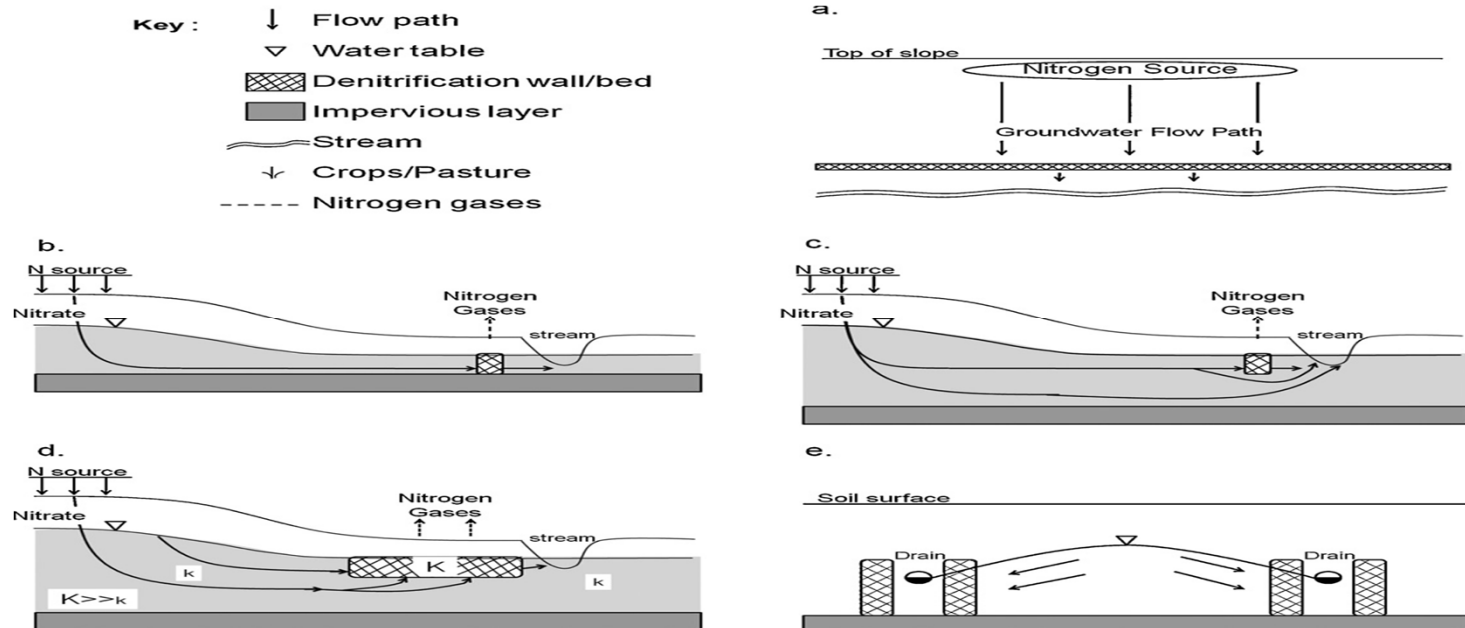 Key :
Flow path
Water table
Denitrification wall/bed
Impervious layer
Stream
Crops/Pasture
Nitrogen gases
a.
Top of slope
Nitrogen Source
Groundwater Flow Path
b.
N source
Nitrate
Nitrogen
Gases
stream
c.
N source
Nitrate
Nitrogen
Gases
stream
d.
N source
Nitrate
Nitrogen
Gases
stream
k
K
k
K>>k
e.
Soil surface
Drain
Drain